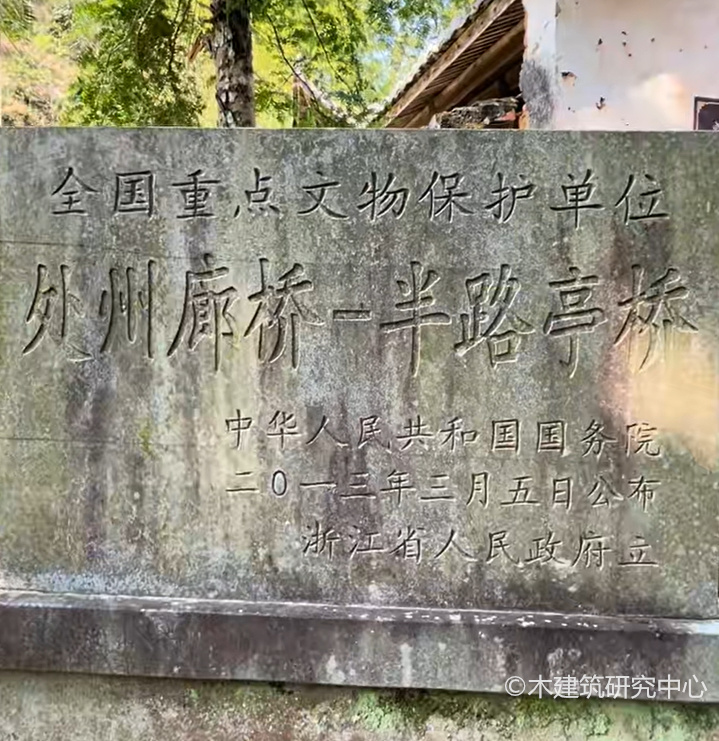 全国重点文物保护单位
处州廊桥－半路亭桥
中华人民共和国国务院
二〇一三年三月五日公布
浙江省人民政府立
©木建筑研究中心